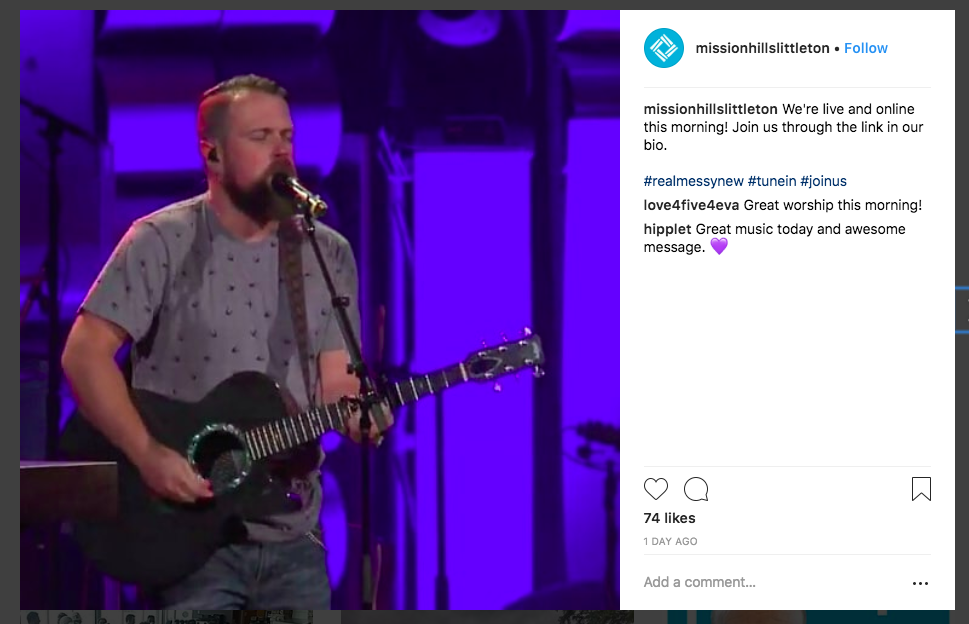 missionhillslittleton • Follow
missionhillslittleton We're live and online
this morning! Join us through the link in our
bio.
#realmessynew #tunein #joinus
love4five4eva Great worship this morning!
hipplet Great music today and awesome
message. 💜
74 likes
1 DAY AGO
Add a comment...